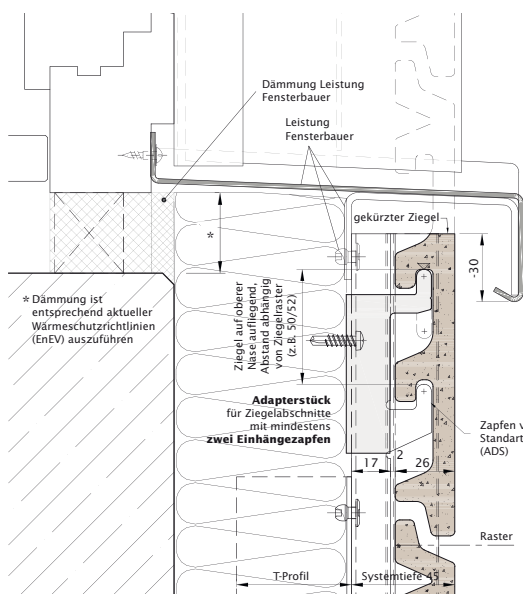 Dämmung Leistung
Fensterbauer
Leistung
Fensterbauer
gekürzter Ziegel
*
-30
* Dämmung ist
entsprechend aktueller
Wärmeschutzrichtlinien
(EnEV) auszuführen
Ziegel auf oberer
Nase aufliegend,
Abstand abhängig
von Ziegelraster
(z.B. 50/52)
Adapterstück
für Ziegelabschnitte
mit mindestens
zwei Einhängezapfen
17
2
26
Zapfen v
Standart
(ADS)
Raster
T-Profil
Systemtiefe 45